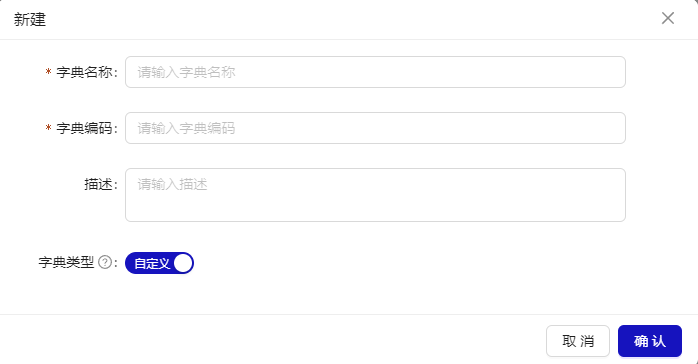 新建
* 字典名称: 请输入字典名称
* 字典编码: 请输入字典编码
描述: 请输入描述
字典类型?: 自定义
取 消 确 认